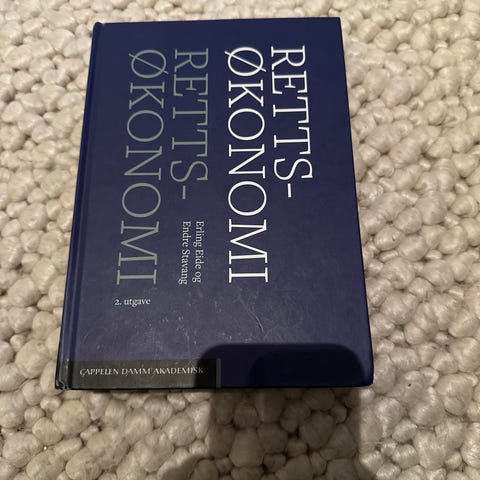 RETTS-
ØKONOMI
RETTS-
ØKONOMI
Erling Eide og
Endre Stavang
2. utgave
CAPPELEN DAMM AKADEMISK